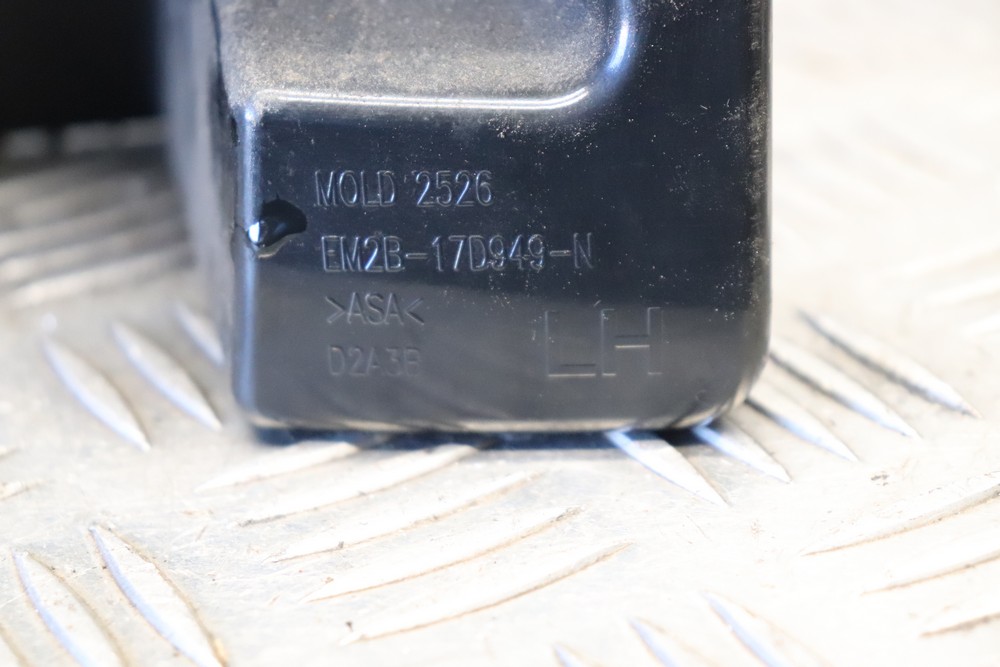 MOLD 2526
EM2B-17D949-N
>ASA<
D2A3B
LH